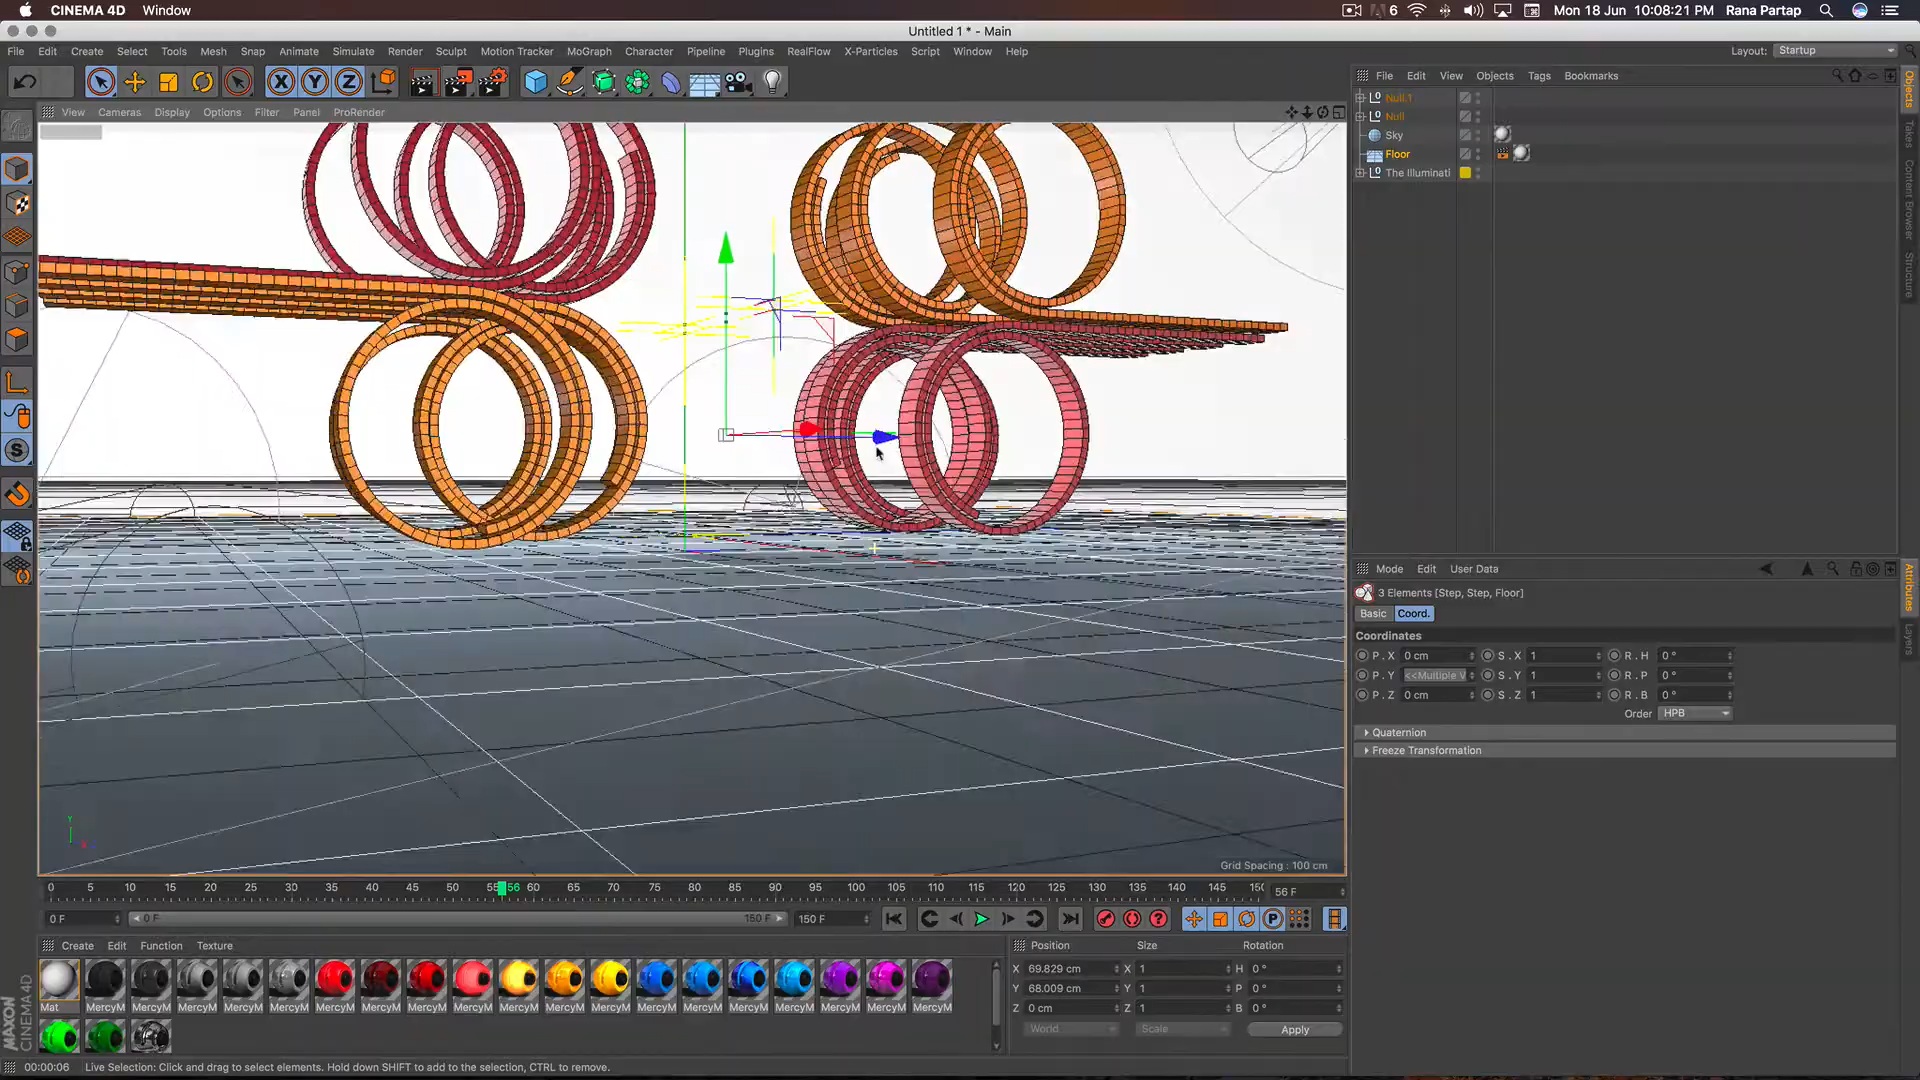 CINEMA 4D Window
6 Mon 18 Jun 10:08:21 PM Rana Partap
Untitled 1 * - Main
File Edit Create Select Tools Mesh Snap Animate Simulate Render Sculpt Motion Tracker MoGraph Character Pipeline Plugins RealFlow X-Particles Script Window Help
Layout: Startup
X Y Z
View Cameras Display Options Filter Panel ProRender
File Edit View Objects Tags Bookmarks
Null.1
Null
Sky
Floor
The Illuminati
Objects
Takes
Content Browser
Structure
Grid Spacing : 100 cm
Mode Edit User Data
3 Elements [Step, Step, Floor]
Basic Coord.
Coordinates
P . X 0 cm S . X 1 R . H 0 °
P . Y <<Multiple V S . Y 1 R . P 0 °
P . Z 0 cm S . Z 1 R . B 0 °
Order HPB
Quaternion
Freeze Transformation
Attributes
Layers
0 5 10 15 20 25 30 35 40 45 50 55 56 60 65 70 75 80 85 90 95 100 105 110 115 120 125 130 135 140 145 150 56 F
0 F 0 F 150 F 150 F
Create Edit Function Texture
Mat MercyM MercyM MercyM MercyM MercyM MercyM MercyM MercyM MercyM MercyM MercyM MercyM MercyM MercyM MercyM MercyM MercyM MercyM MercyM
Position Size Rotation
X 69.829 cm X 1 H 0 °
Y 68.009 cm Y 1 P 0 °
Z 0 cm Z 1 B 0 °
World Scale Apply
MAXON CINEMA 4D
00:00:06 Live Selection: Click and drag to select elements. Hold down SHIFT to add to the selection, CTRL to remove.